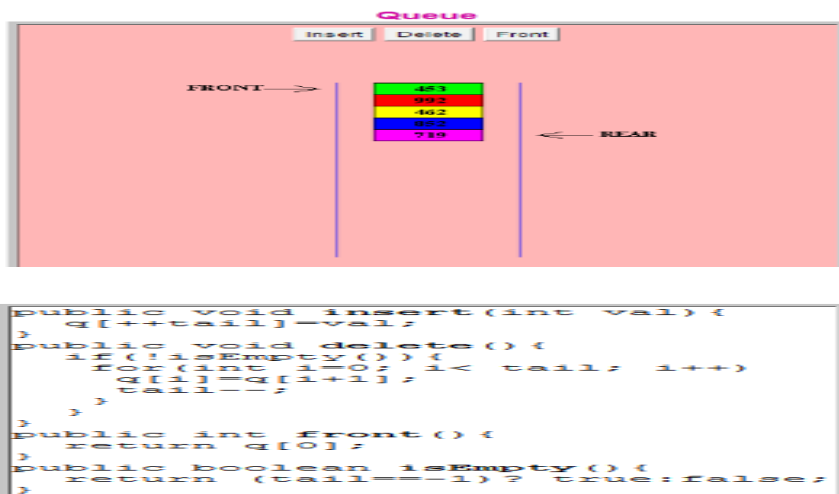 Queue
Insert Delete Front
FRONT
453
992
462
892
719
REAR
public void insert(int val){
q[++tail]=val;
}
public void delete(){
if(!isEmpty()){
for(int i=0; i< tail; i++)
q[i]=q[i+1];
tail--;
}
}
}
public int front(){
return q[0];
}
public boolean isEmpty(){
return (tail==-1)? true:false;
}